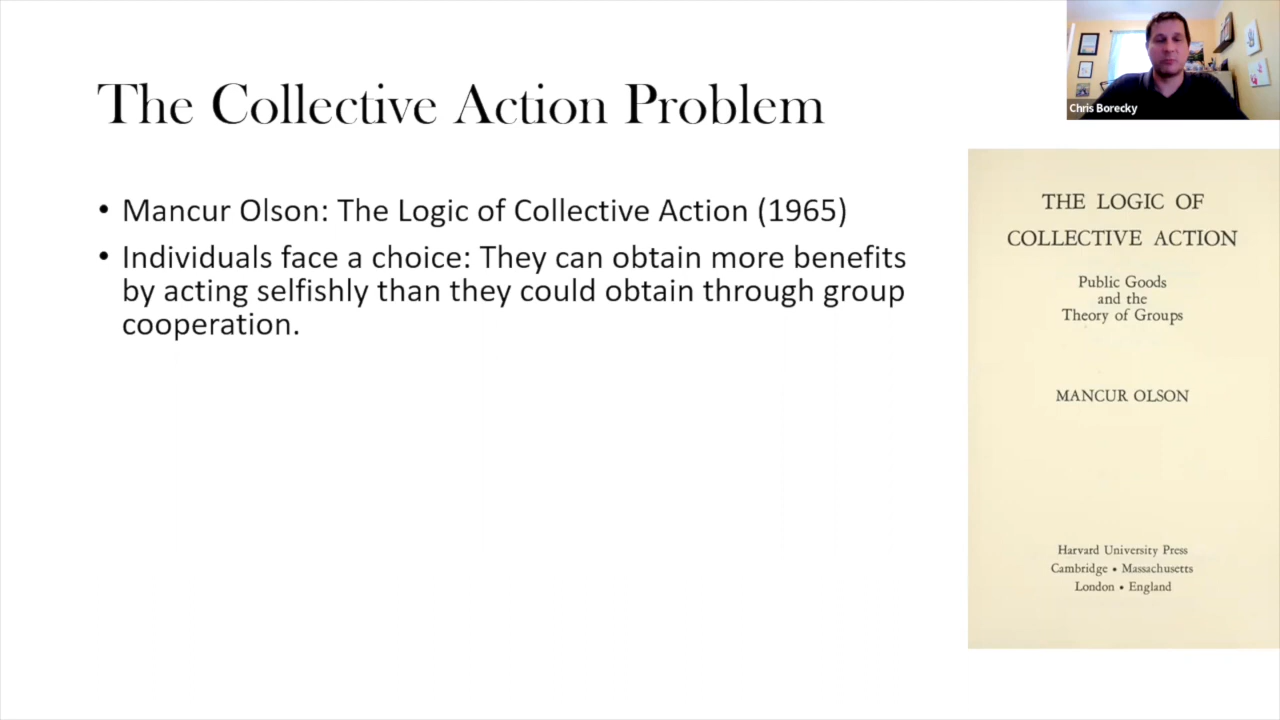 The Collective Action Problem
Chris Borecky
• Mancur Olson: The Logic of Collective Action (1965)
• Individuals face a choice: They can obtain more benefits
by acting selfishly than they could obtain through group
cooperation.
THE LOGIC OF
COLLECTIVE ACTION
Public Goods
and the
Theory of Groups
MANCUR OLSON
Harvard University Press
Cambridge • Massachusetts
London • England